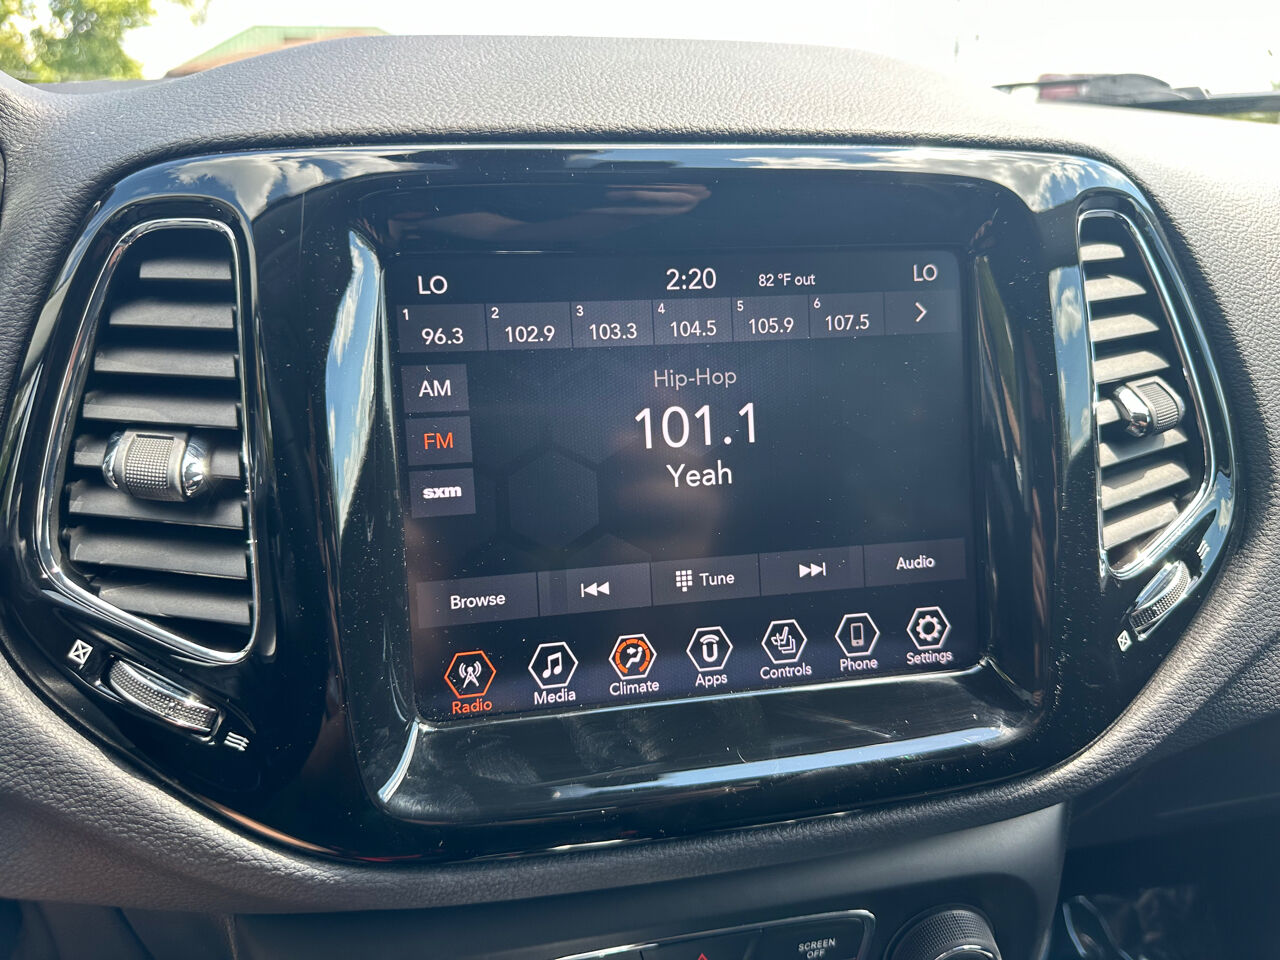 LO 2:20 82 °F out LO
1 96.3 2 102.9 3 103.3 4 104.5 5 105.9 6 107.5
AM
FM
sxm
Hip-Hop
101.1
Yeah
Browse Tune Audio
Radio Media Climate Apps Controls Phone Settings
SCREEN
OFF